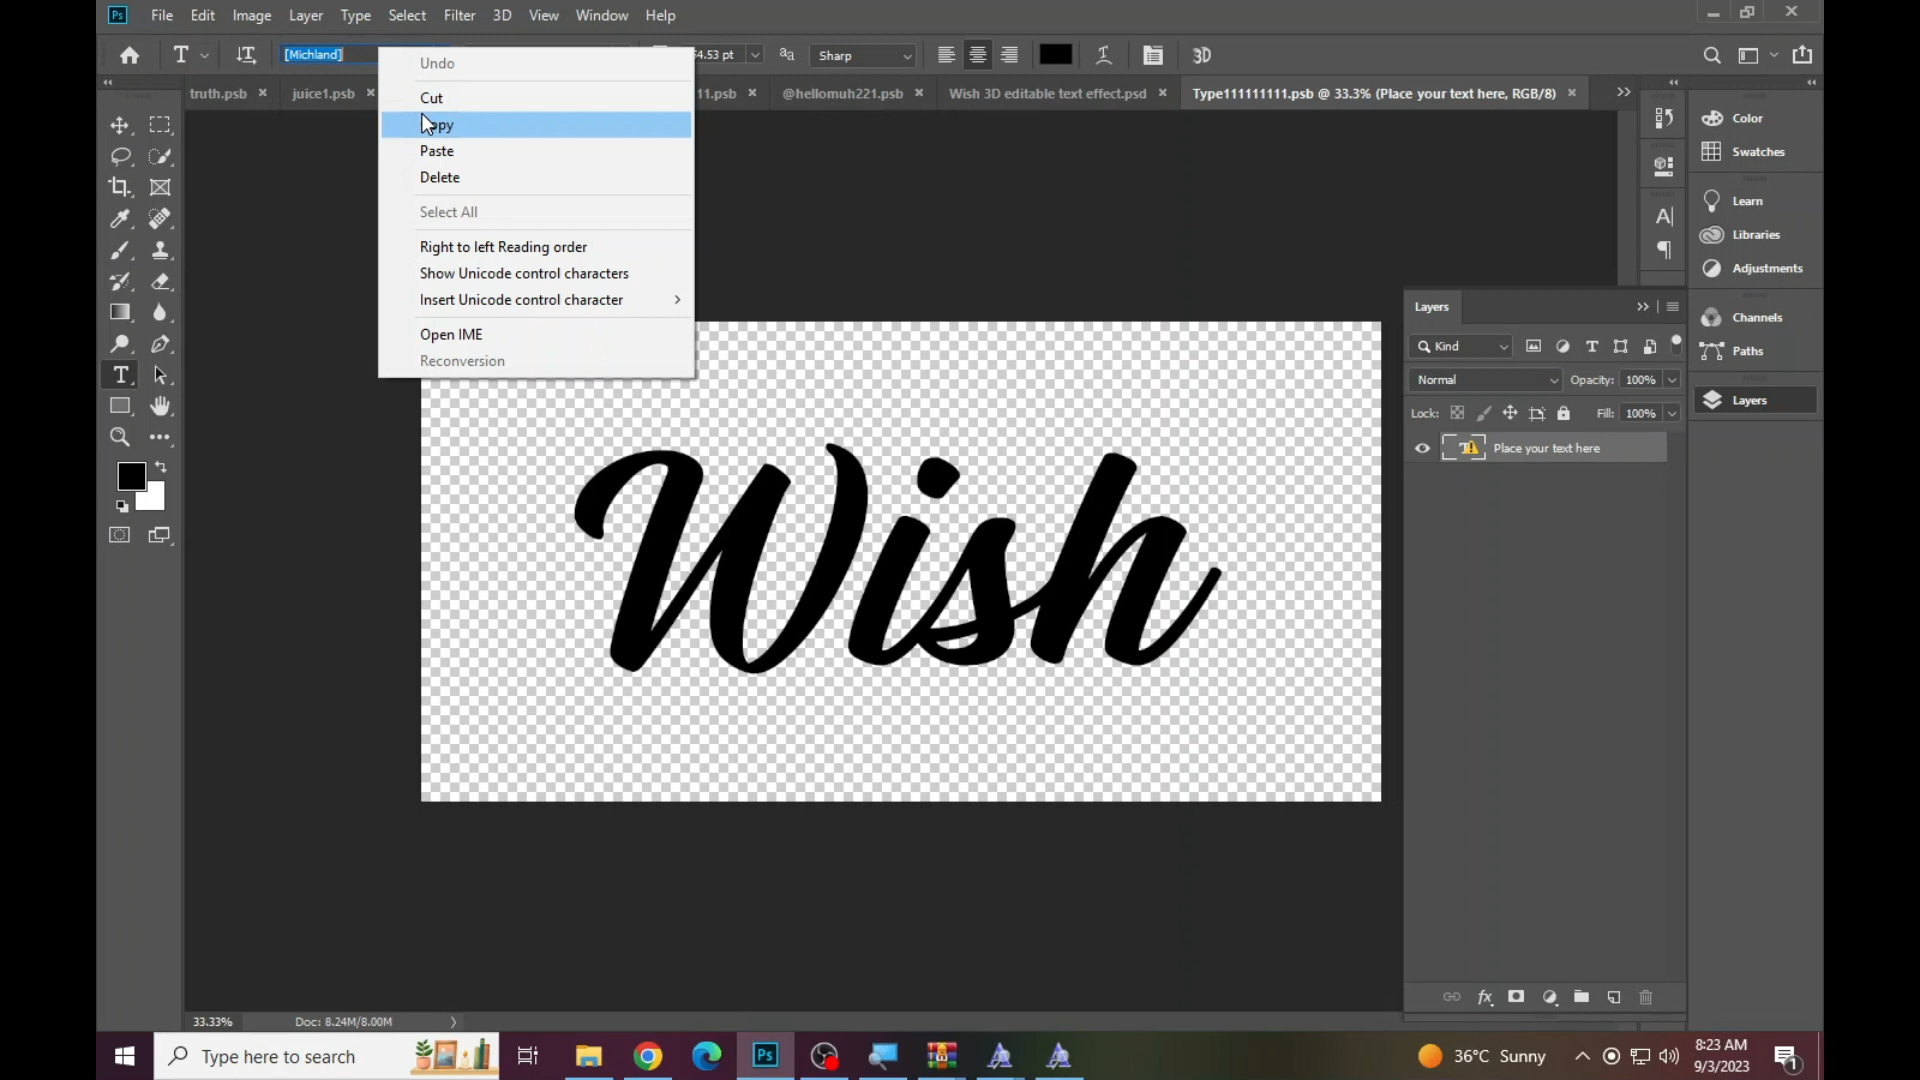 Ps File Edit Image Layer Type Select Filter 3D View Window Help
[Michland] 4.53 pt Sharp 3D
truth.psb juice1.psb 11.psb @hellomuh221.psb Wish 3D editable text effect.psd Type111111111.psb @ 33.3% (Place your text here, RGB/8)
Undo
Cut
Copy
Paste
Delete
Select All
Right to left Reading order
Show Unicode control characters
Insert Unicode control character
Open IME
Reconversion
Wish
Color
Swatches
Learn
Libraries
Adjustments
Channels
Paths
Layers
Layers
Kind
Normal Opacity: 100%
Lock: Fill: 100%
Place your text here
33.33% Doc: 8.24M/8.00M
Type here to search
Ps
36°C Sunny
8:23 AM
9/3/2023
1